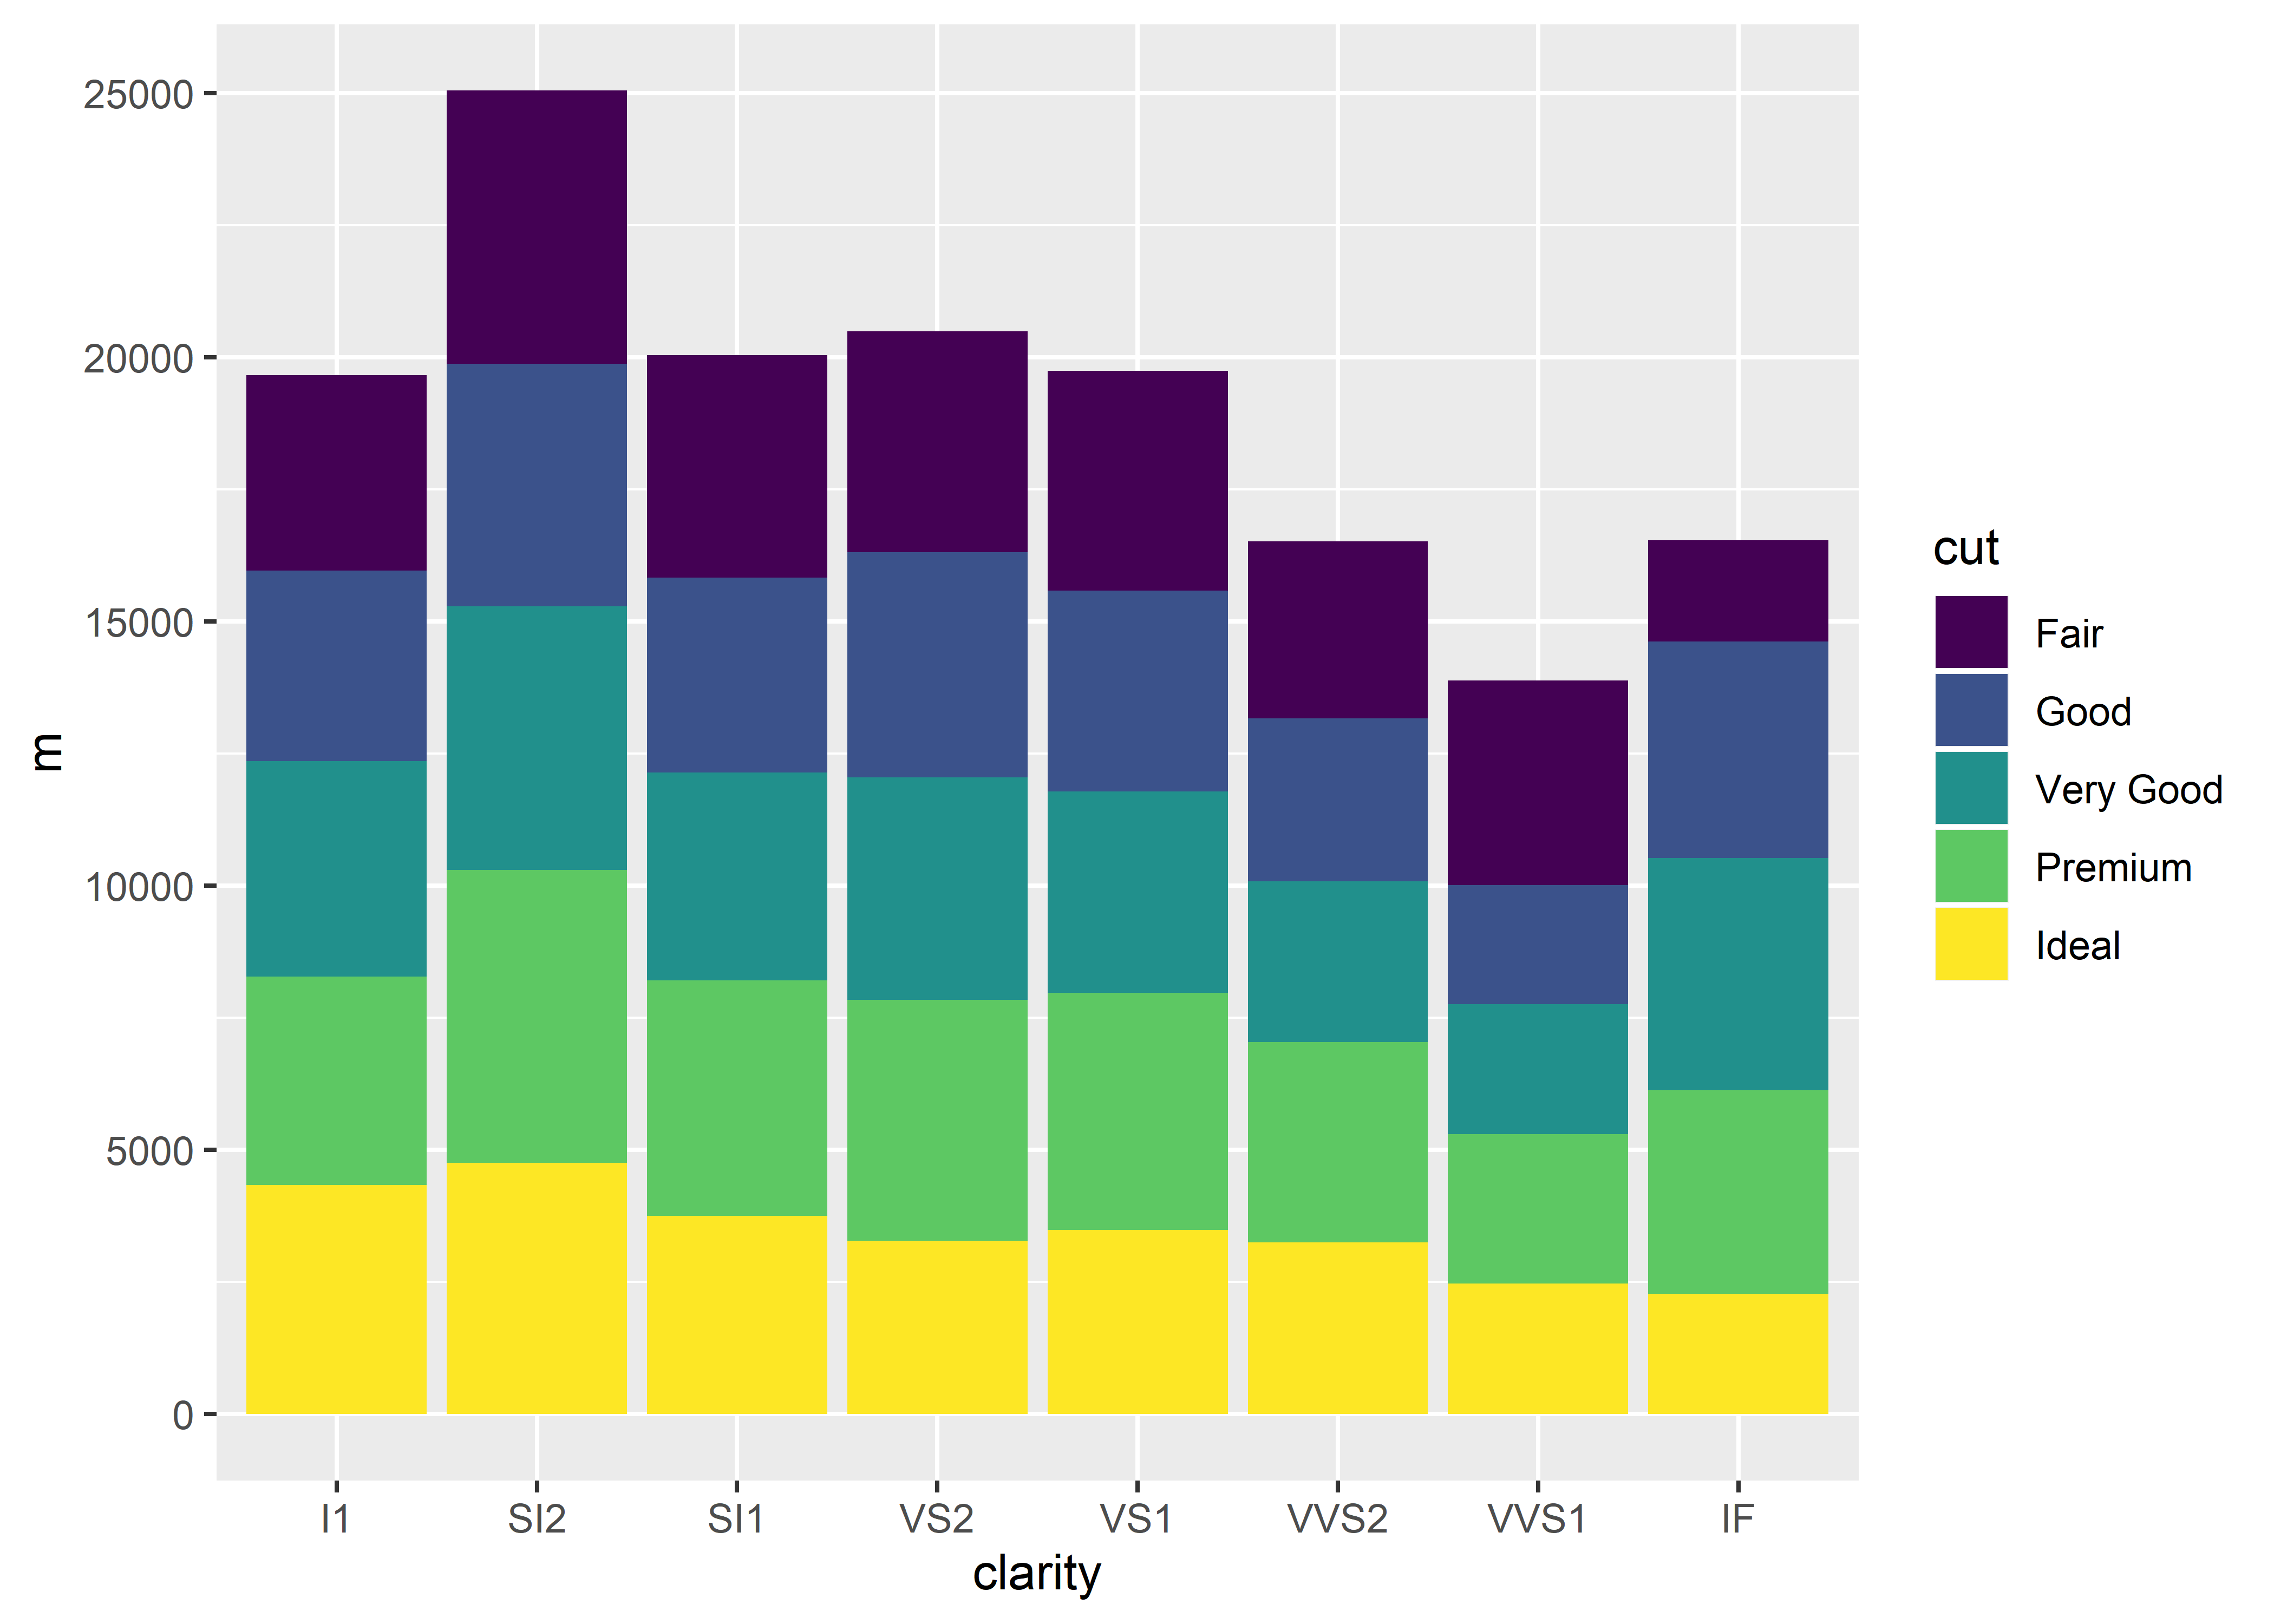 25000
20000
15000
10000
5000
0
m
I1
SI2
SI1
VS2
VS1
VVS2
VVS1
IF
clarity
cut
Fair
Good
Very Good
Premium
Ideal